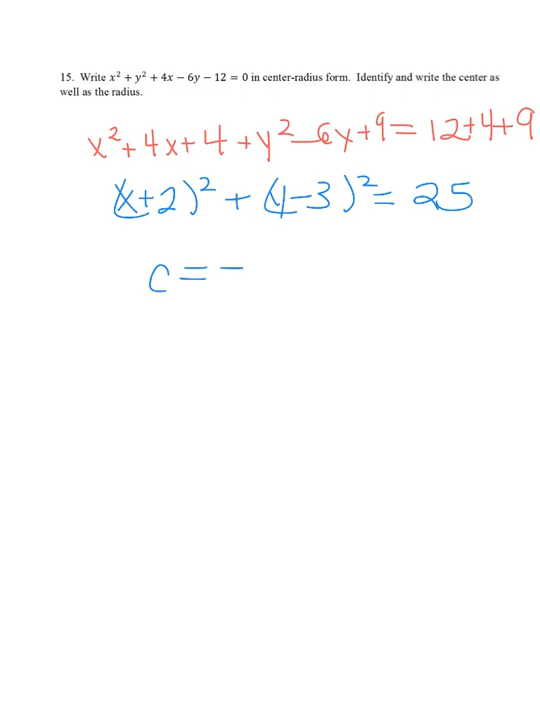 15. Write x² + y² + 4x − 6y − 12 = 0 in center-radius form. Identify and write the center as
well as the radius.
x² + 4x + 4 + y² − 6y + 9 = 12 + 4 + 9
(x + 2)² + (y − 3)² = 25
C = −